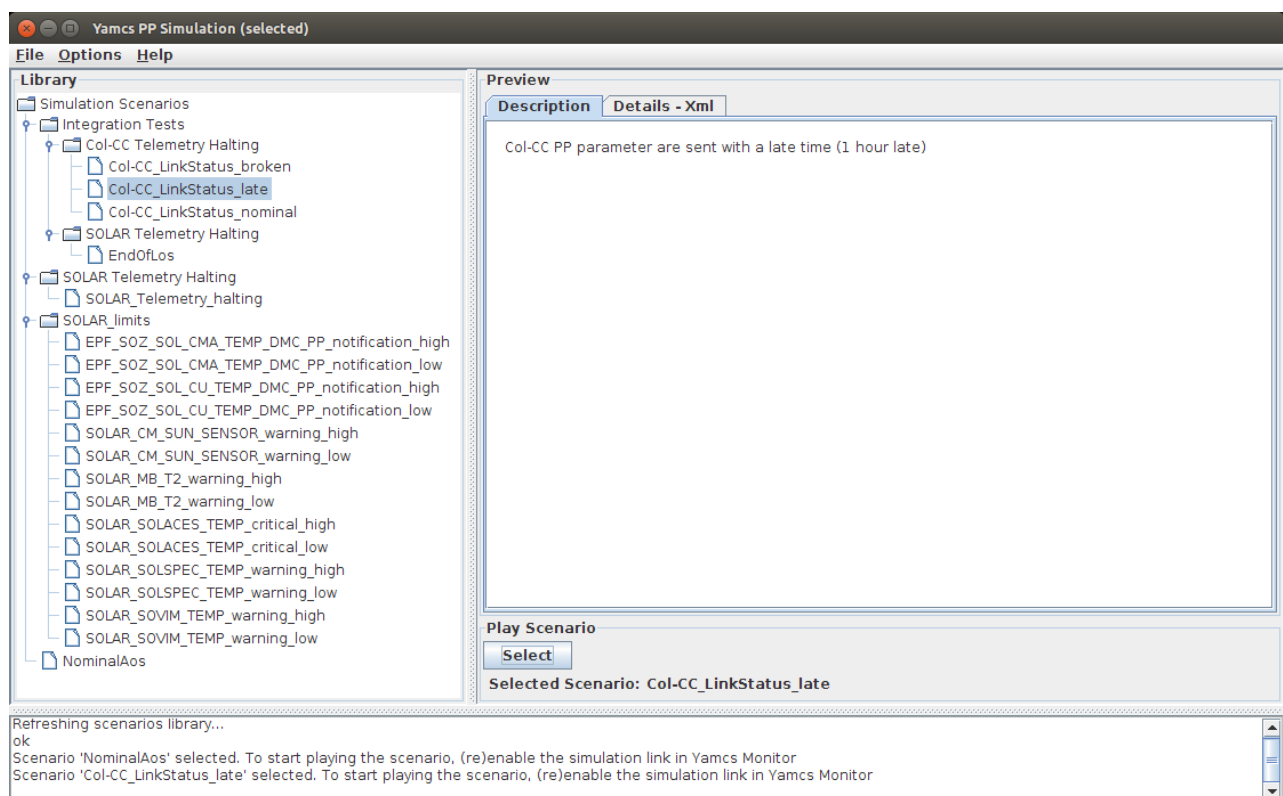 Yamcs PP Simulation (selected)
File Options Help
Library
Simulation Scenarios
Integration Tests
Col-CC Telemetry Halting
Col-CC_LinkStatus_broken
Col-CC_LinkStatus_late
Col-CC_LinkStatus_nominal
SOLAR Telemetry Halting
EndOfLos
SOLAR Telemetry Halting
SOLAR_Telemetry_halting
SOLAR_limits
EPF_SOZ_SOL_CMA_TEMP_DMC_PP_notification_high
EPF_SOZ_SOL_CMA_TEMP_DMC_PP_notification_low
EPF_SOZ_SOL_CU_TEMP_DMC_PP_notification_high
EPF_SOZ_SOL_CU_TEMP_DMC_PP_notification_low
SOLAR_CM_SUN_SENSOR_warning_high
SOLAR_CM_SUN_SENSOR_warning_low
SOLAR_MB_T2_warning_high
SOLAR_MB_T2_warning_low
SOLAR_SOLACES_TEMP_critical_high
SOLAR_SOLACES_TEMP_critical_low
SOLAR_SOLSPEC_TEMP_warning_high
SOLAR_SOLSPEC_TEMP_warning_low
SOLAR_SOVIM_TEMP_warning_high
SOLAR_SOVIM_TEMP_warning_low
NominalAos
Preview
Description Details - Xml
Col-CC PP parameter are sent with a late time (1 hour late)
Play Scenario
Select
Selected Scenario: Col-CC_LinkStatus_late
Refreshing scenarios library...
ok
Scenario 'NominalAos' selected. To start playing the scenario, (re)enable the simulation link in Yamcs Monitor
Scenario 'Col-CC_LinkStatus_late' selected. To start playing the scenario, (re)enable the simulation link in Yamcs Monitor